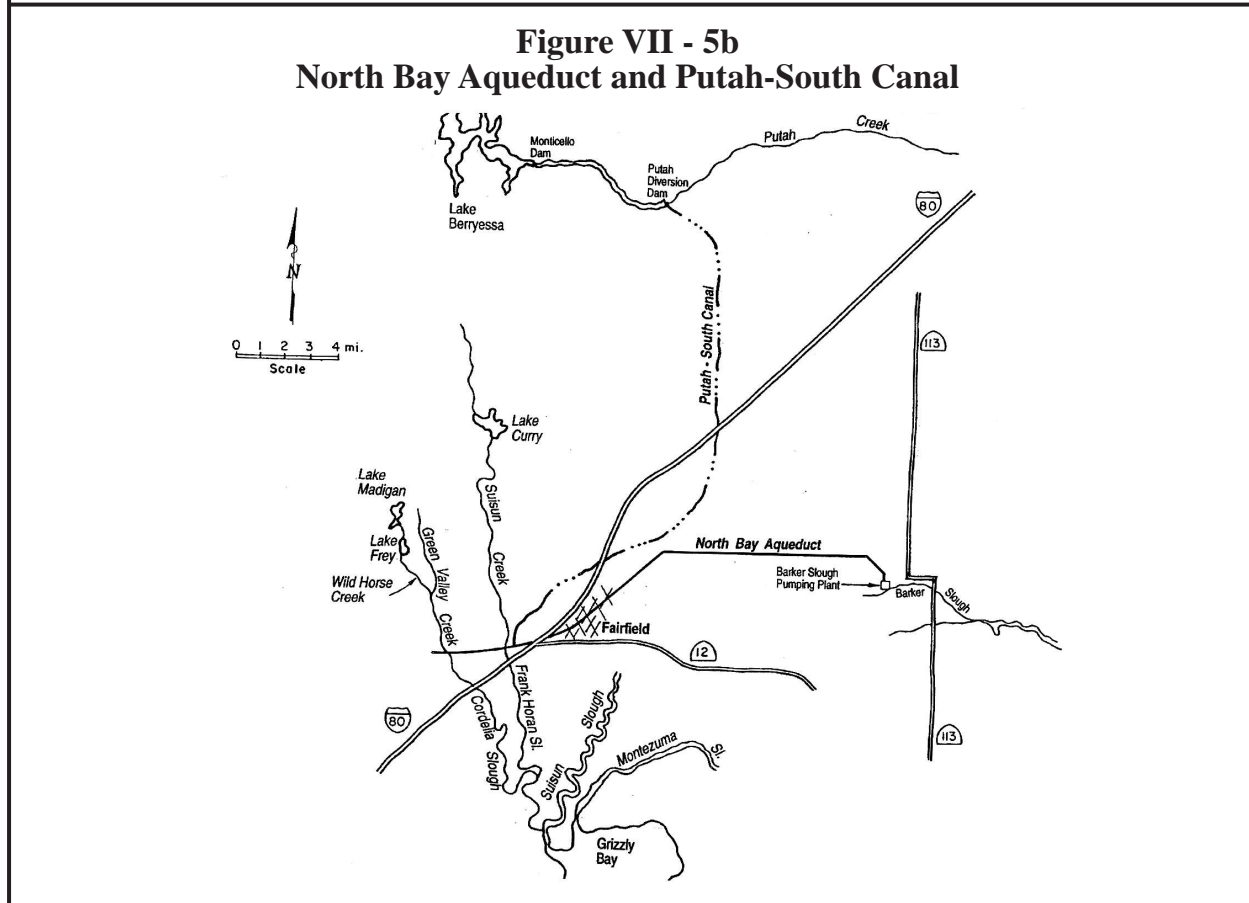 Figure VII - 5b
North Bay Aqueduct and Putah-South Canal
Monticello
Dam
Putah
Creek
Putah
Diversion
Dam
Lake
Berryessa
80
N
Putah - South Canal
113
0 1 2 3 4 mi.
Scale
Lake
Curry
Lake
Madigan
Suisun
Creek
Green
Valley
Creek
Lake
Frey
Wild Horse
Creek
North Bay Aqueduct
Barker Slough
Pumping Plant
Barker
Slough
Fairfield
12
Frank Horan Sl.
80
Cordelia
Slough
Suisun
Slough
Montezuma
Sl.
113
Grizzly
Bay